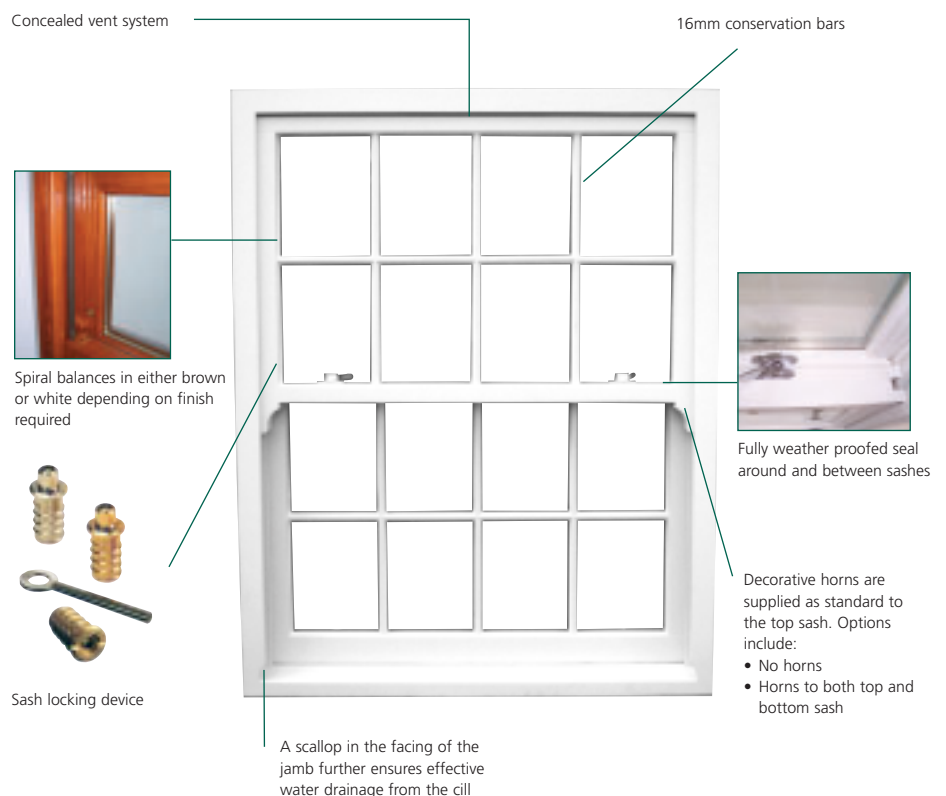 Concealed vent system
16mm conservation bars
Spiral balances in either brown
or white depending on finish
required
Fully weather proofed seal
around and between sashes
Sash locking device
Decorative horns are
supplied as standard to
the top sash. Options
include:
• No horns
• Horns to both top and
bottom sash
A scallop in the facing of the
jamb further ensures effective
water drainage from the cill